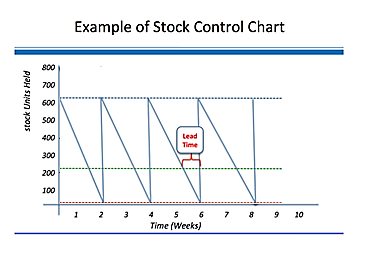 Example of Stock Control Chart
stock Units Held
800
700
600
500
400
300
200
100
Lead
Time
1 2 3 4 5 6 7 8 9 10
Time (Weeks)